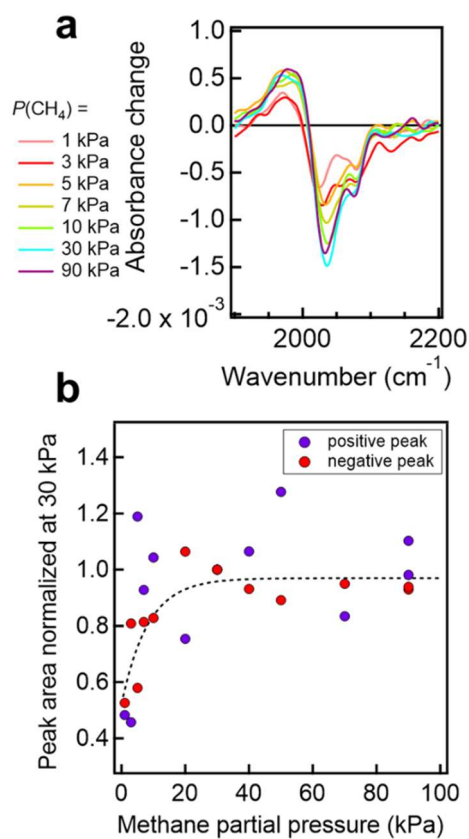 a
P(CH4) =
1 kPa
3 kPa
5 kPa
7 kPa
10 kPa
30 kPa
90 kPa
Absorbance change
1.0
0.5
0.0
-0.5
-1.0
-1.5
-2.0 x 10⁻³
2000
2200
Wavenumber (cm⁻¹)
b
positive peak
negative peak
Peak area normalized at 30 kPa
1.4
1.2
1.0
0.8
0.6
0.4
0 20 40 60 80 100
Methane partial pressure (kPa)